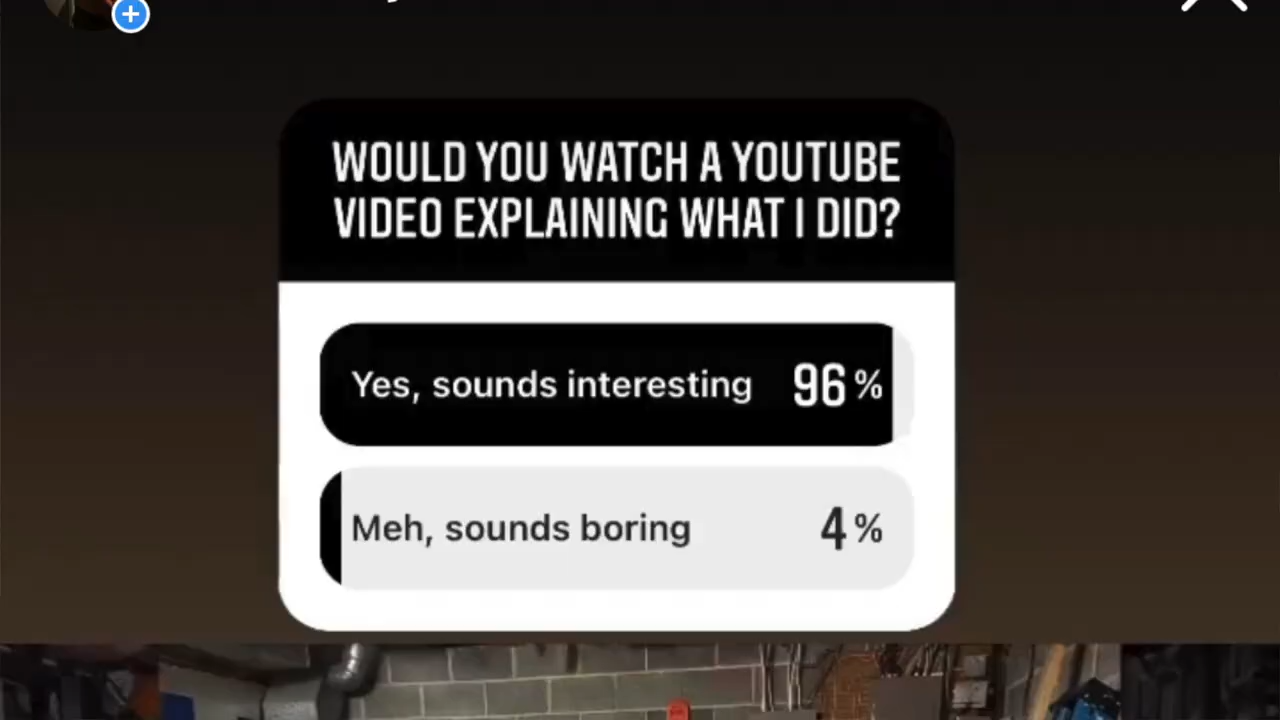 WOULD YOU WATCH A YOUTUBE
VIDEO EXPLAINING WHAT I DID?
Yes, sounds interesting 96%
Meh, sounds boring 4%